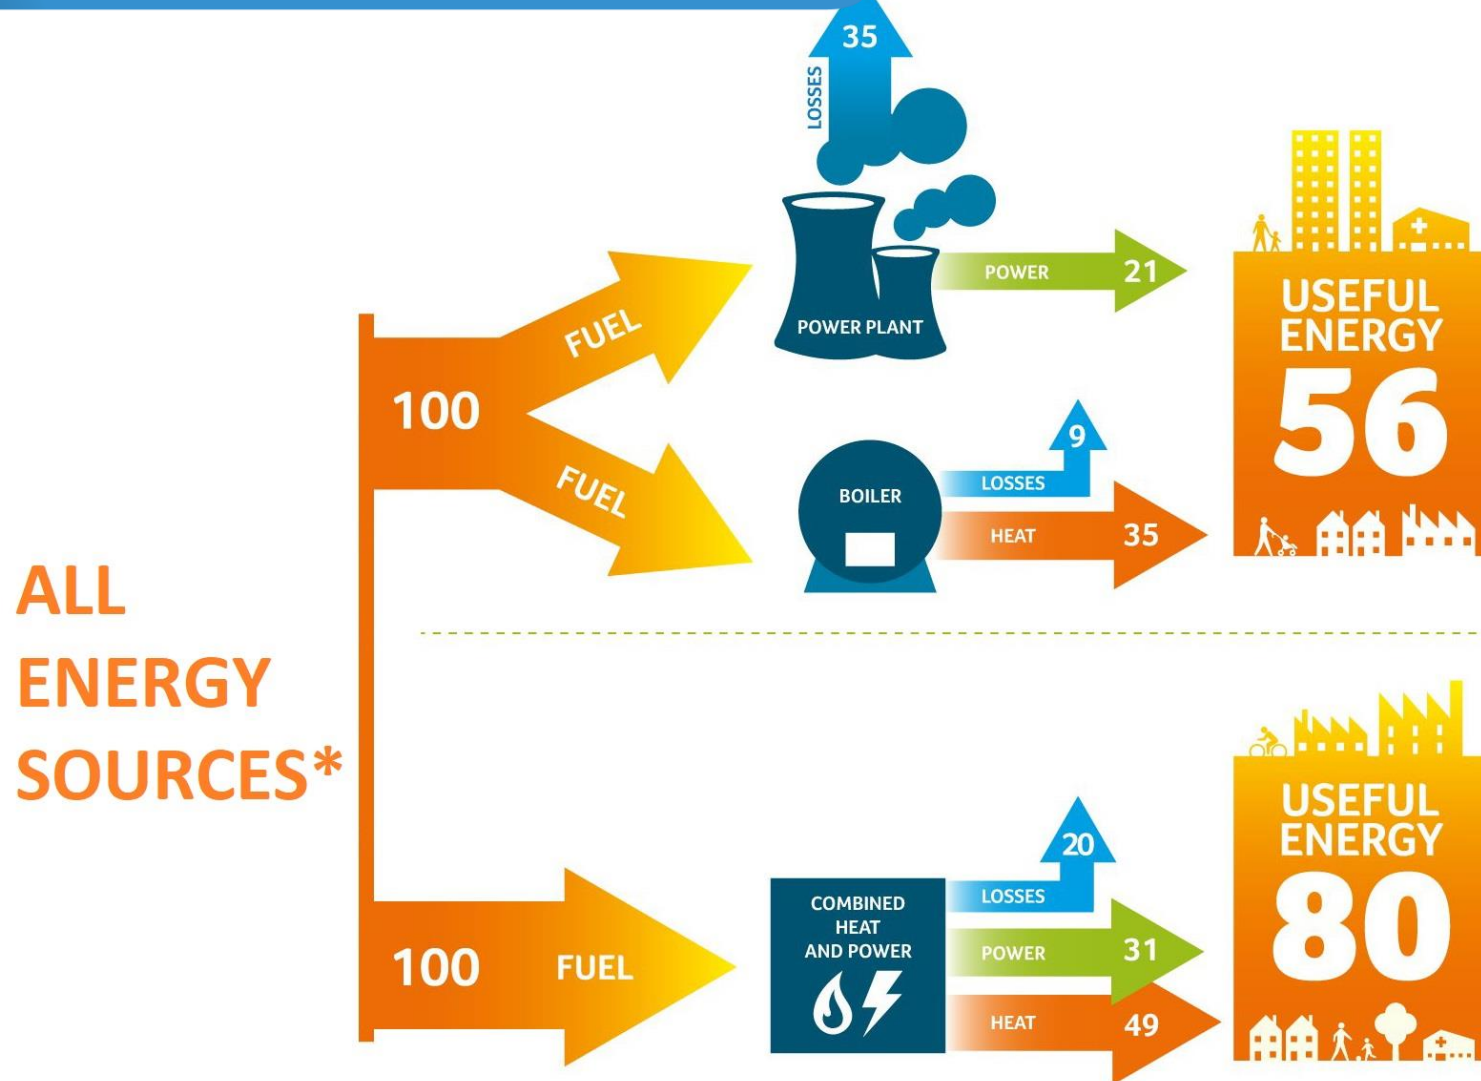 35
LOSSES
POWER PLANT
POWER
21
USEFUL
ENERGY
56
100
FUEL
FUEL
BOILER
9
LOSSES
HEAT
35
ALL
ENERGY
SOURCES*
100
FUEL
COMBINED
HEAT
AND POWER
20
LOSSES
POWER
31
HEAT
49
USEFUL
ENERGY
80